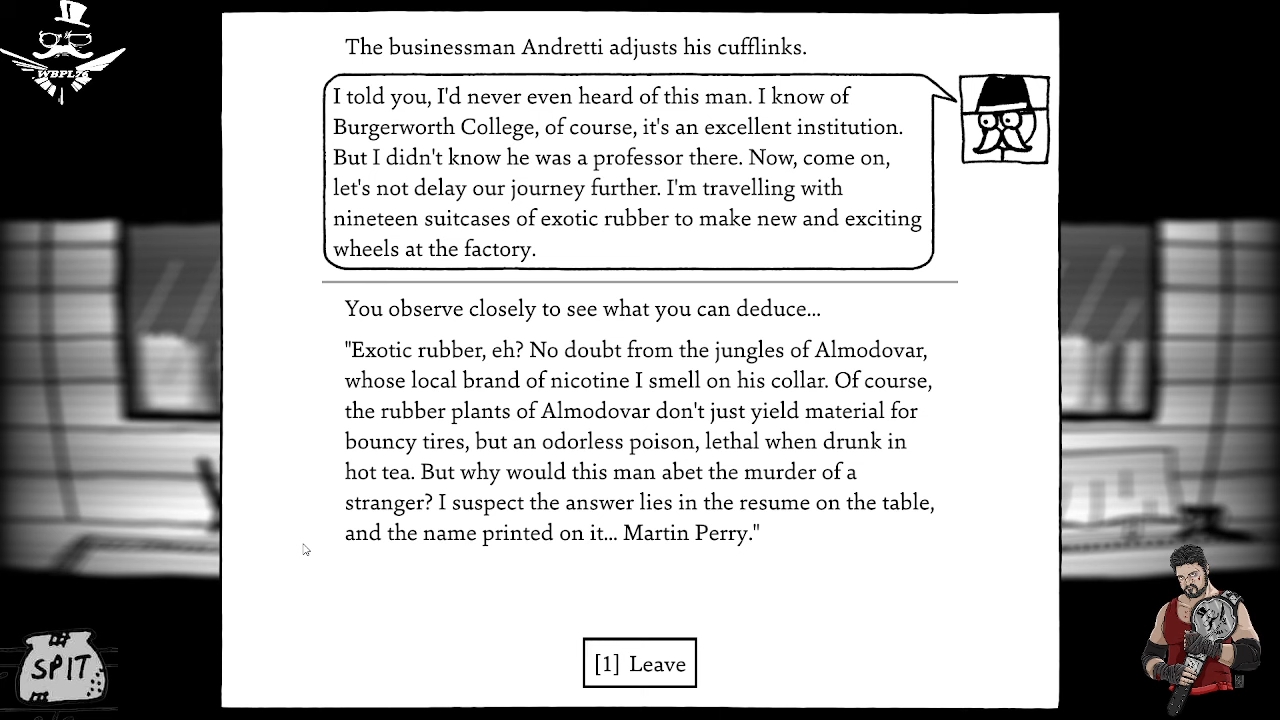 WBPL76
The businessman Andretti adjusts his cufflinks.
I told you, I'd never even heard of this man. I know of
Burgerworth College, of course, it's an excellent institution.
But I didn't know he was a professor there. Now, come on,
let's not delay our journey further. I'm travelling with
nineteen suitcases of exotic rubber to make new and exciting
wheels at the factory.
You observe closely to see what you can deduce...
"Exotic rubber, eh? No doubt from the jungles of Almodovar,
whose local brand of nicotine I smell on his collar. Of course,
the rubber plants of Almodovar don't just yield material for
bouncy tires, but an odorless poison, lethal when drunk in
hot tea. But why would this man abet the murder of a
stranger? I suspect the answer lies in the resume on the table,
and the name printed on it... Martin Perry."
SPIT
[1] Leave